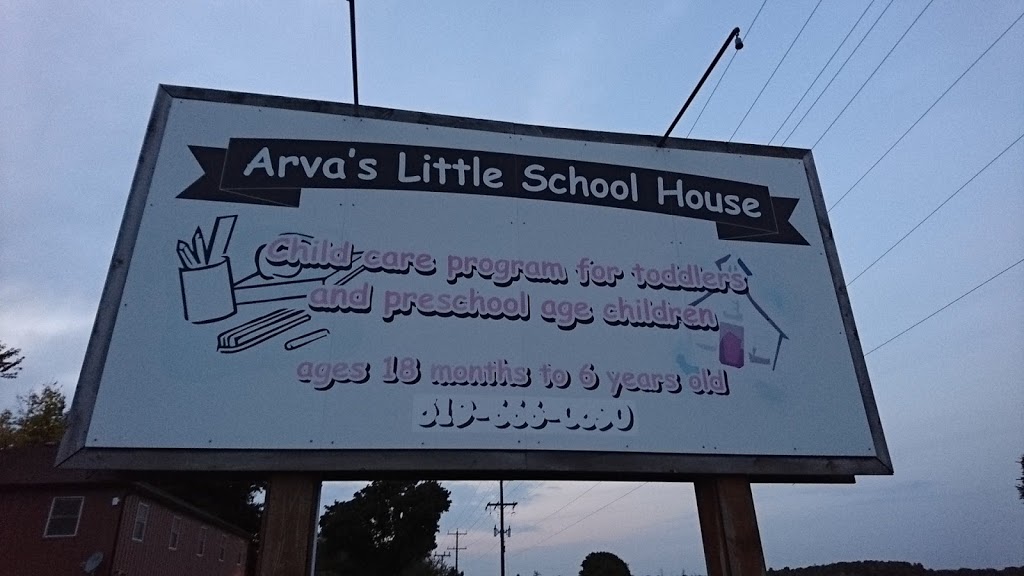 Arva's Little School House
Child care program for toddlers
and preschool age children
ages 18 months to 6 years old